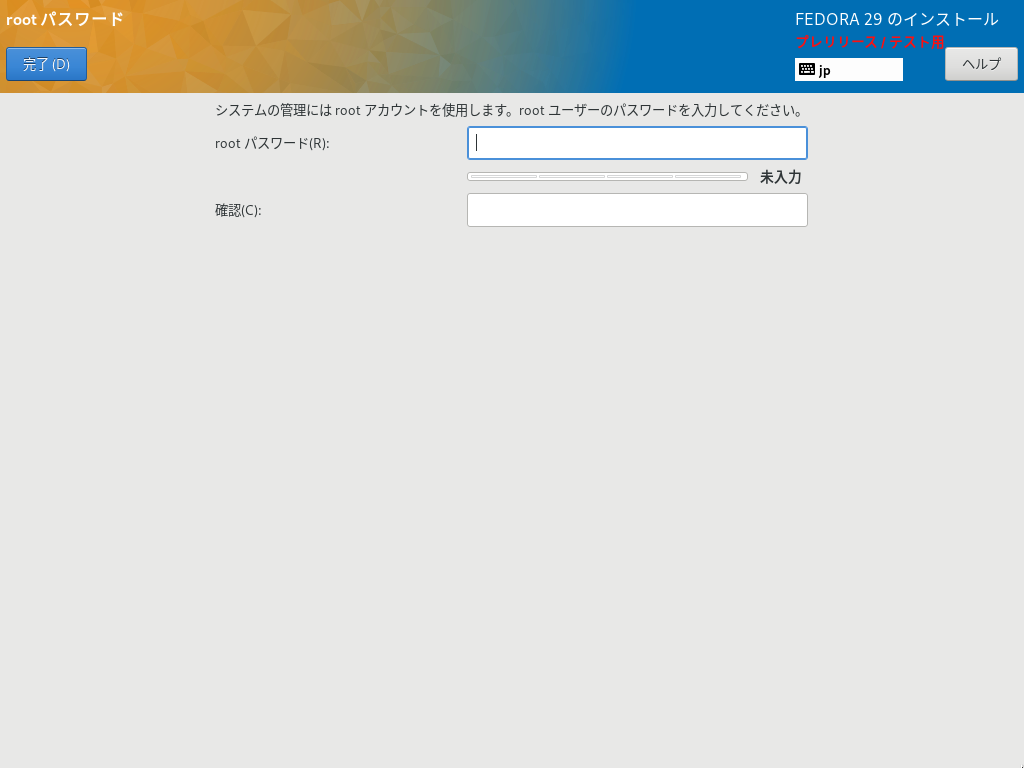 root パスワード
完了 (D)
FEDORA 29 のインストール
プレリリース / テスト用
jp
ヘルプ
システムの管理には root アカウントを使用します。root ユーザーのパスワードを入力してください。
root パスワード(R):
未入力
確認(C):